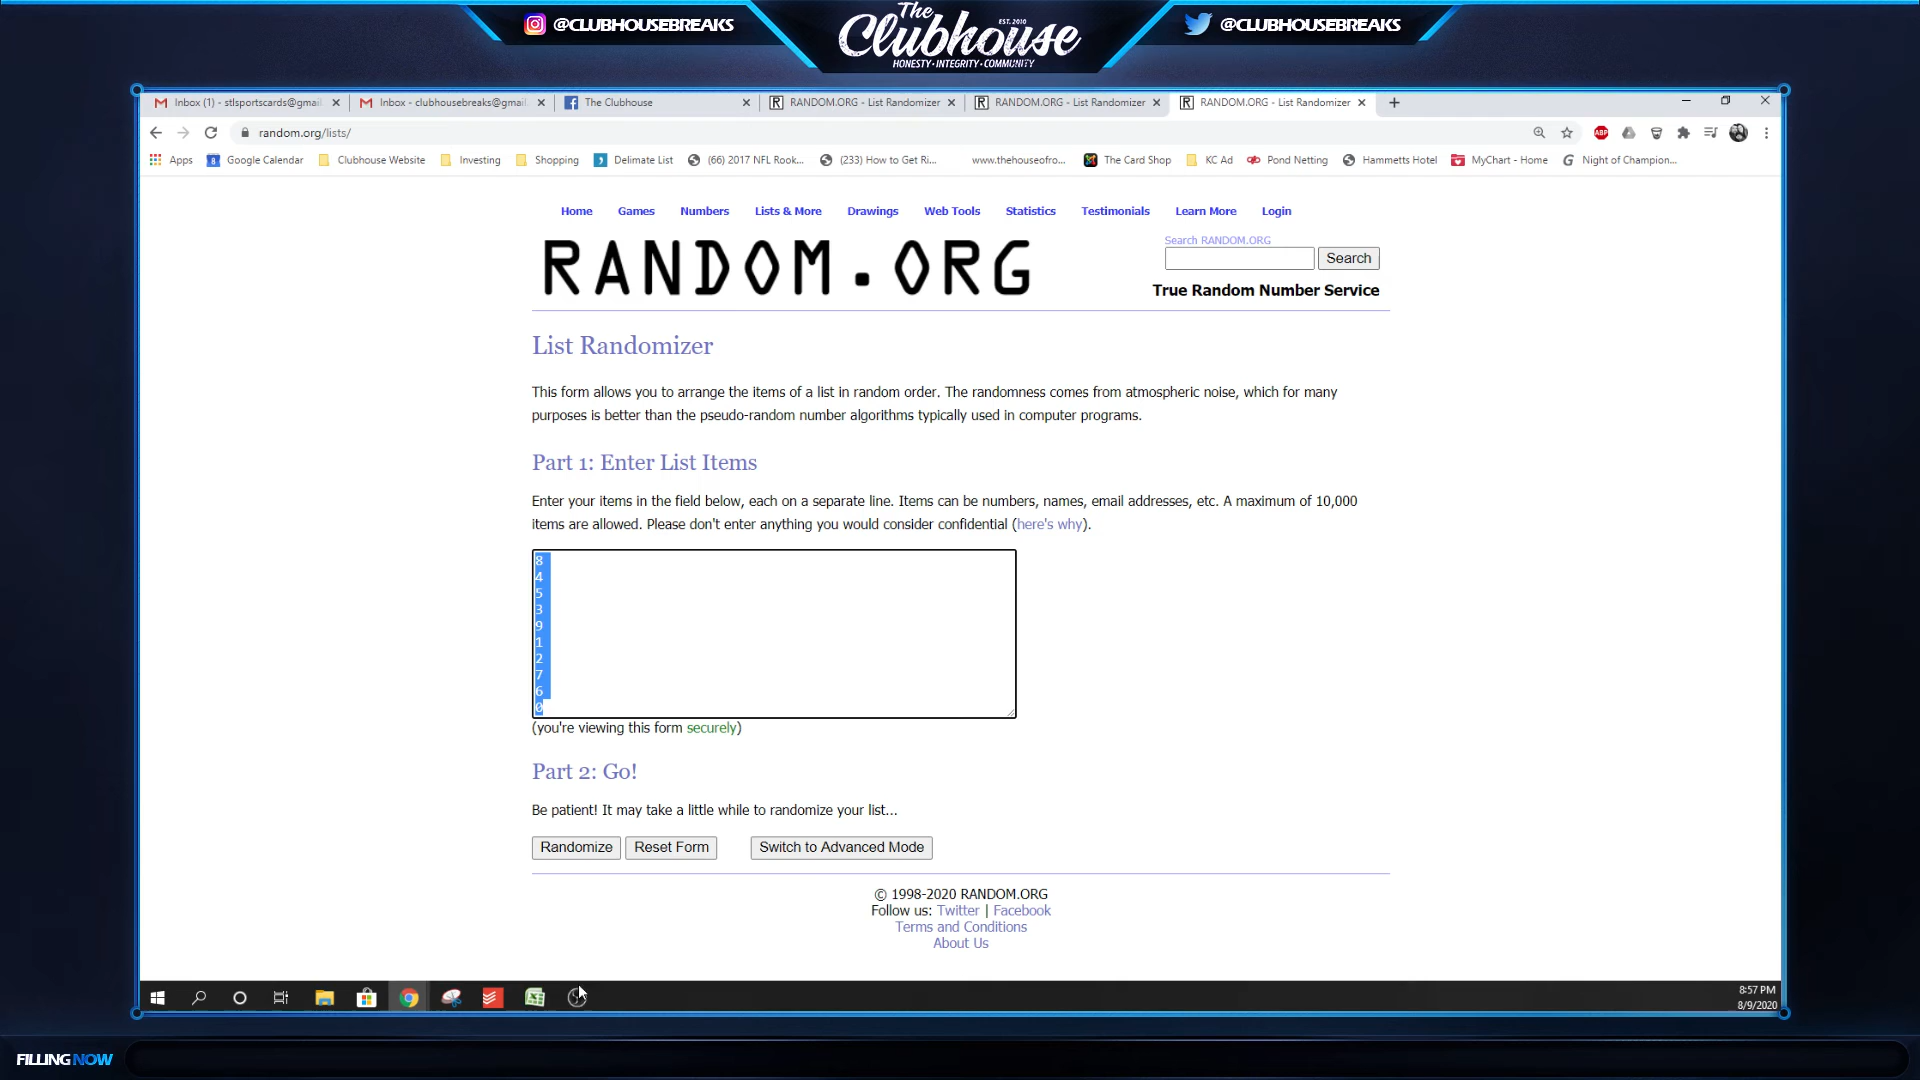 @CLUBHOUSEBREAKS
The Clubhouse
EST. 2010
HONESTY • INTEGRITY • COMMUNITY
@CLUBHOUSEBREAKS
Inbox (1) - stlsportscards@gmai
Inbox - clubhousebreaks@gmail.
The Clubhouse
RANDOM.ORG - List Randomizer
RANDOM.ORG - List Randomizer
RANDOM.ORG - List Randomizer
random.org/lists/
ABP
Apps
Google Calendar
Clubhouse Website
Investing
Shopping
Delimate List
(66) 2017 NFL Rook...
(233) How to Get Ri...
www.thehouseofro...
The Card Shop
KC Ad
Pond Netting
Hammetts Hotel
MyChart - Home
Night of Champion...
Home Games Numbers Lists & More Drawings Web Tools Statistics Testimonials Learn More Login
RANDOM.ORG
Search RANDOM.ORG
Search
True Random Number Service
List Randomizer
This form allows you to arrange the items of a list in random order. The randomness comes from atmospheric noise, which for many
purposes is better than the pseudo-random number algorithms typically used in computer programs.
Part 1: Enter List Items
Enter your items in the field below, each on a separate line. Items can be numbers, names, email addresses, etc. A maximum of 10,000
items are allowed. Please don't enter anything you would consider confidential (here's why).
8
4
5
3
9
1
2
7
6
0
(you're viewing this form securely)
Part 2: Go!
Be patient! It may take a little while to randomize your list...
Randomize Reset Form Switch to Advanced Mode
© 1998-2020 RANDOM.ORG
Follow us: Twitter | Facebook
Terms and Conditions
About Us
8:57 PM
8/9/2020
FILLING NOW